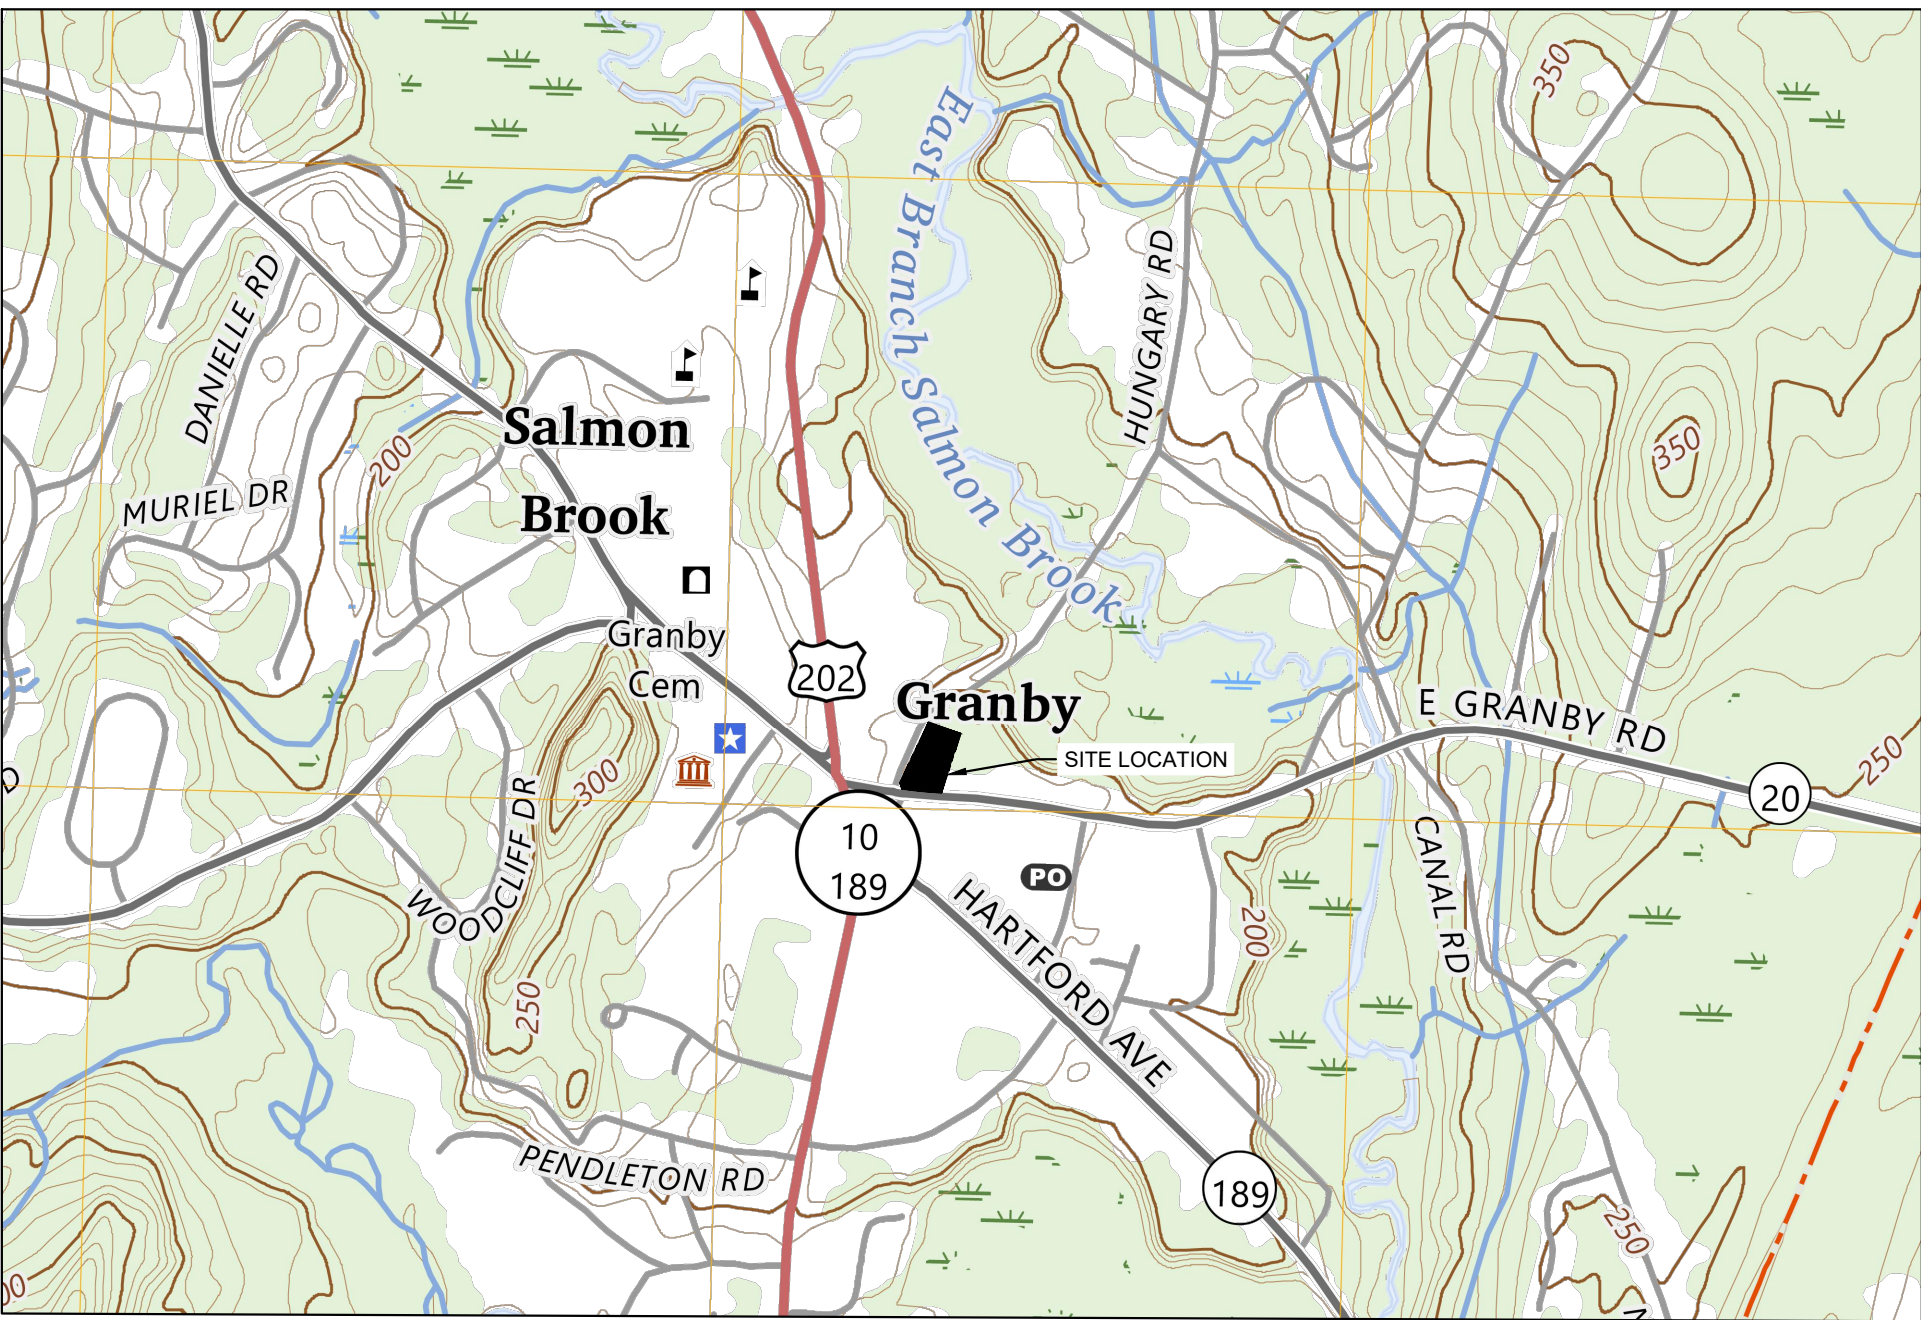 350
East Branch Salmon Brook
HUNGARY RD
DANIELLE RD
Salmon
Brook
200
350
MURIEL DR
Granby
Cem
202
Granby
E GRANBY RD
SITE LOCATION
250
300
20
D
10
189
WOODCLIFF DR
PO
HARTFORD AVE
CANAL RD
200
250
PENDLETON RD
189
250
00